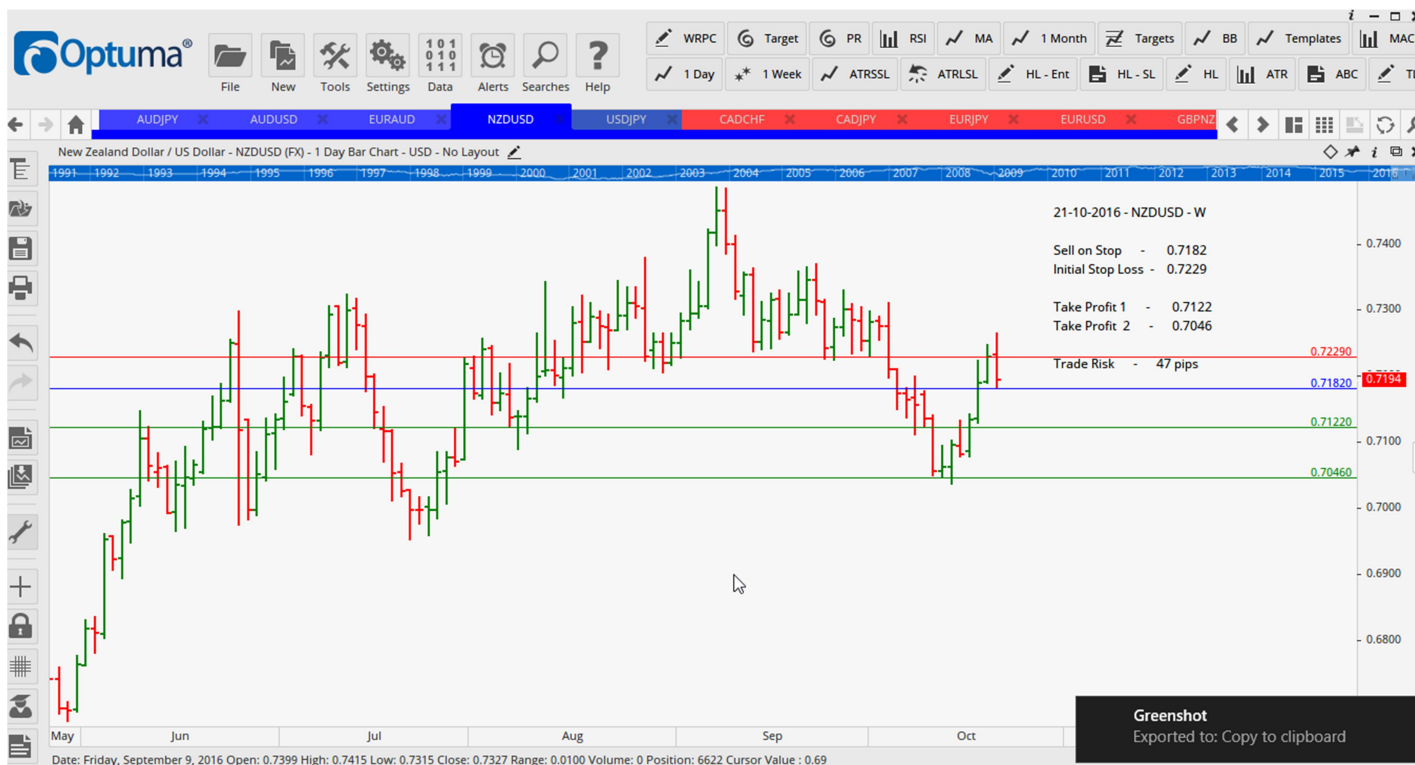 Optuma®
File New Tools Settings Data Alerts Searches Help
WRPC Target PR RSI MA 1 Month Targets BB Templates MAC
1 Day 1 Week ATRSSL ATRLSL HL - Ent HL - SL HL ATR ABC
AUDJPY AUDUSD EURAUD NZDUSD USDJPY CADCHF CADJPY EURJPY EURUSD GBPNZ
New Zealand Dollar / US Dollar - NZDUSD (FX) - 1 Day Bar Chart - USD - No Layout
1991 1992 1993 1994 1995 1996 1997 1998 1999 2000 2001 2002 2003 2004 2005 2006 2007 2008 2009 2010 2011 2012 2013 2014 2015 2016
21-10-2016 - NZDUSD - W
Sell on Stop - 0.7182
Initial Stop Loss - 0.7229
Take Profit 1 - 0.7122
Take Profit 2 - 0.7046
Trade Risk - 47 pips
0.7400
0.7300
0.72290
0.7194
0.71820
0.71220
0.7100
0.70460
0.7000
0.6900
0.6800
May Jun Jul Aug Sep Oct
Greenshot
Exported to: Copy to clipboard
Date: Friday, September 9, 2016 Open: 0.7399 High: 0.7415 Low: 0.7315 Close: 0.7327 Range: 0.0100 Volume: 0 Position: 6622 Cursor Value : 0.69